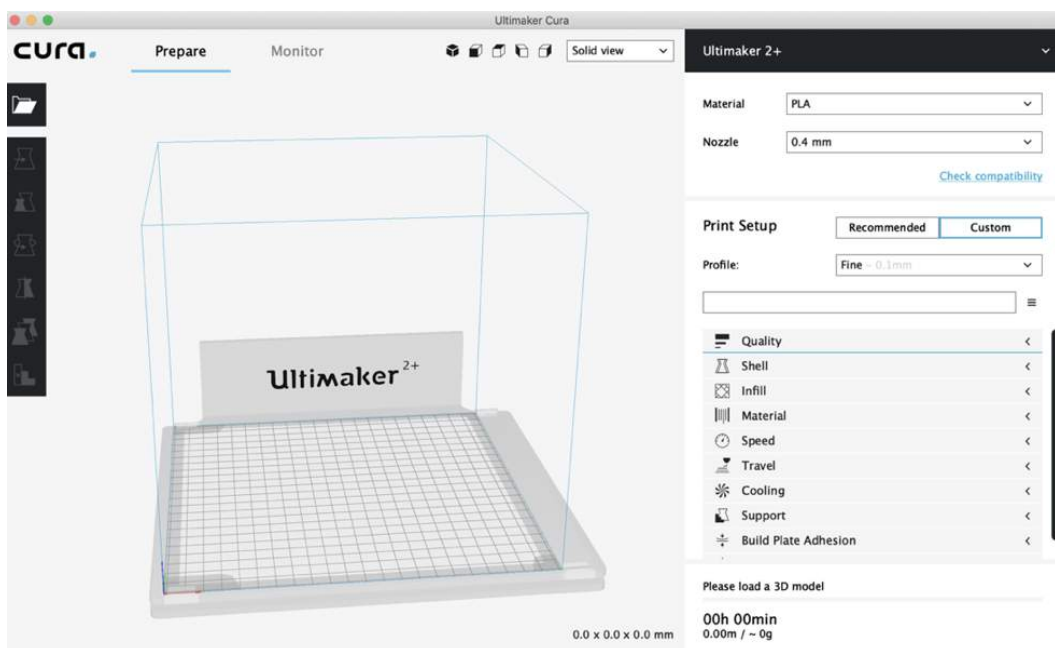 Ultimaker Cura
cura.
Prepare
Monitor
Solid view
Ultimaker 2+
Material
PLA
Nozzle
0.4 mm
Check compatibility
Print Setup
Recommended
Custom
Profile:
Fine - 0.1mm
Quality
Shell
Infill
Material
Speed
Travel
Cooling
Support
Build Plate Adhesion
Ultimaker 2+
Please load a 3D model
00h 00min
0.00m / ~ 0g
0.0 x 0.0 x 0.0 mm